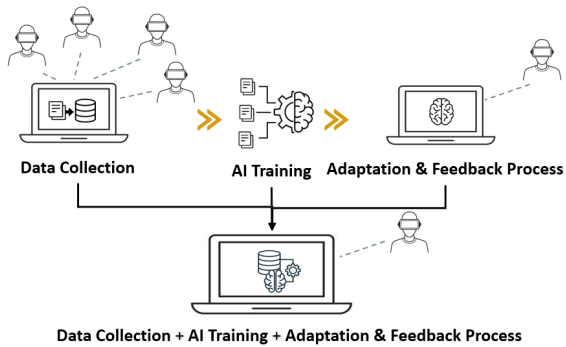 Data Collection
AI Training
Adaptation & Feedback Process
Data Collection + AI Training + Adaptation & Feedback Process